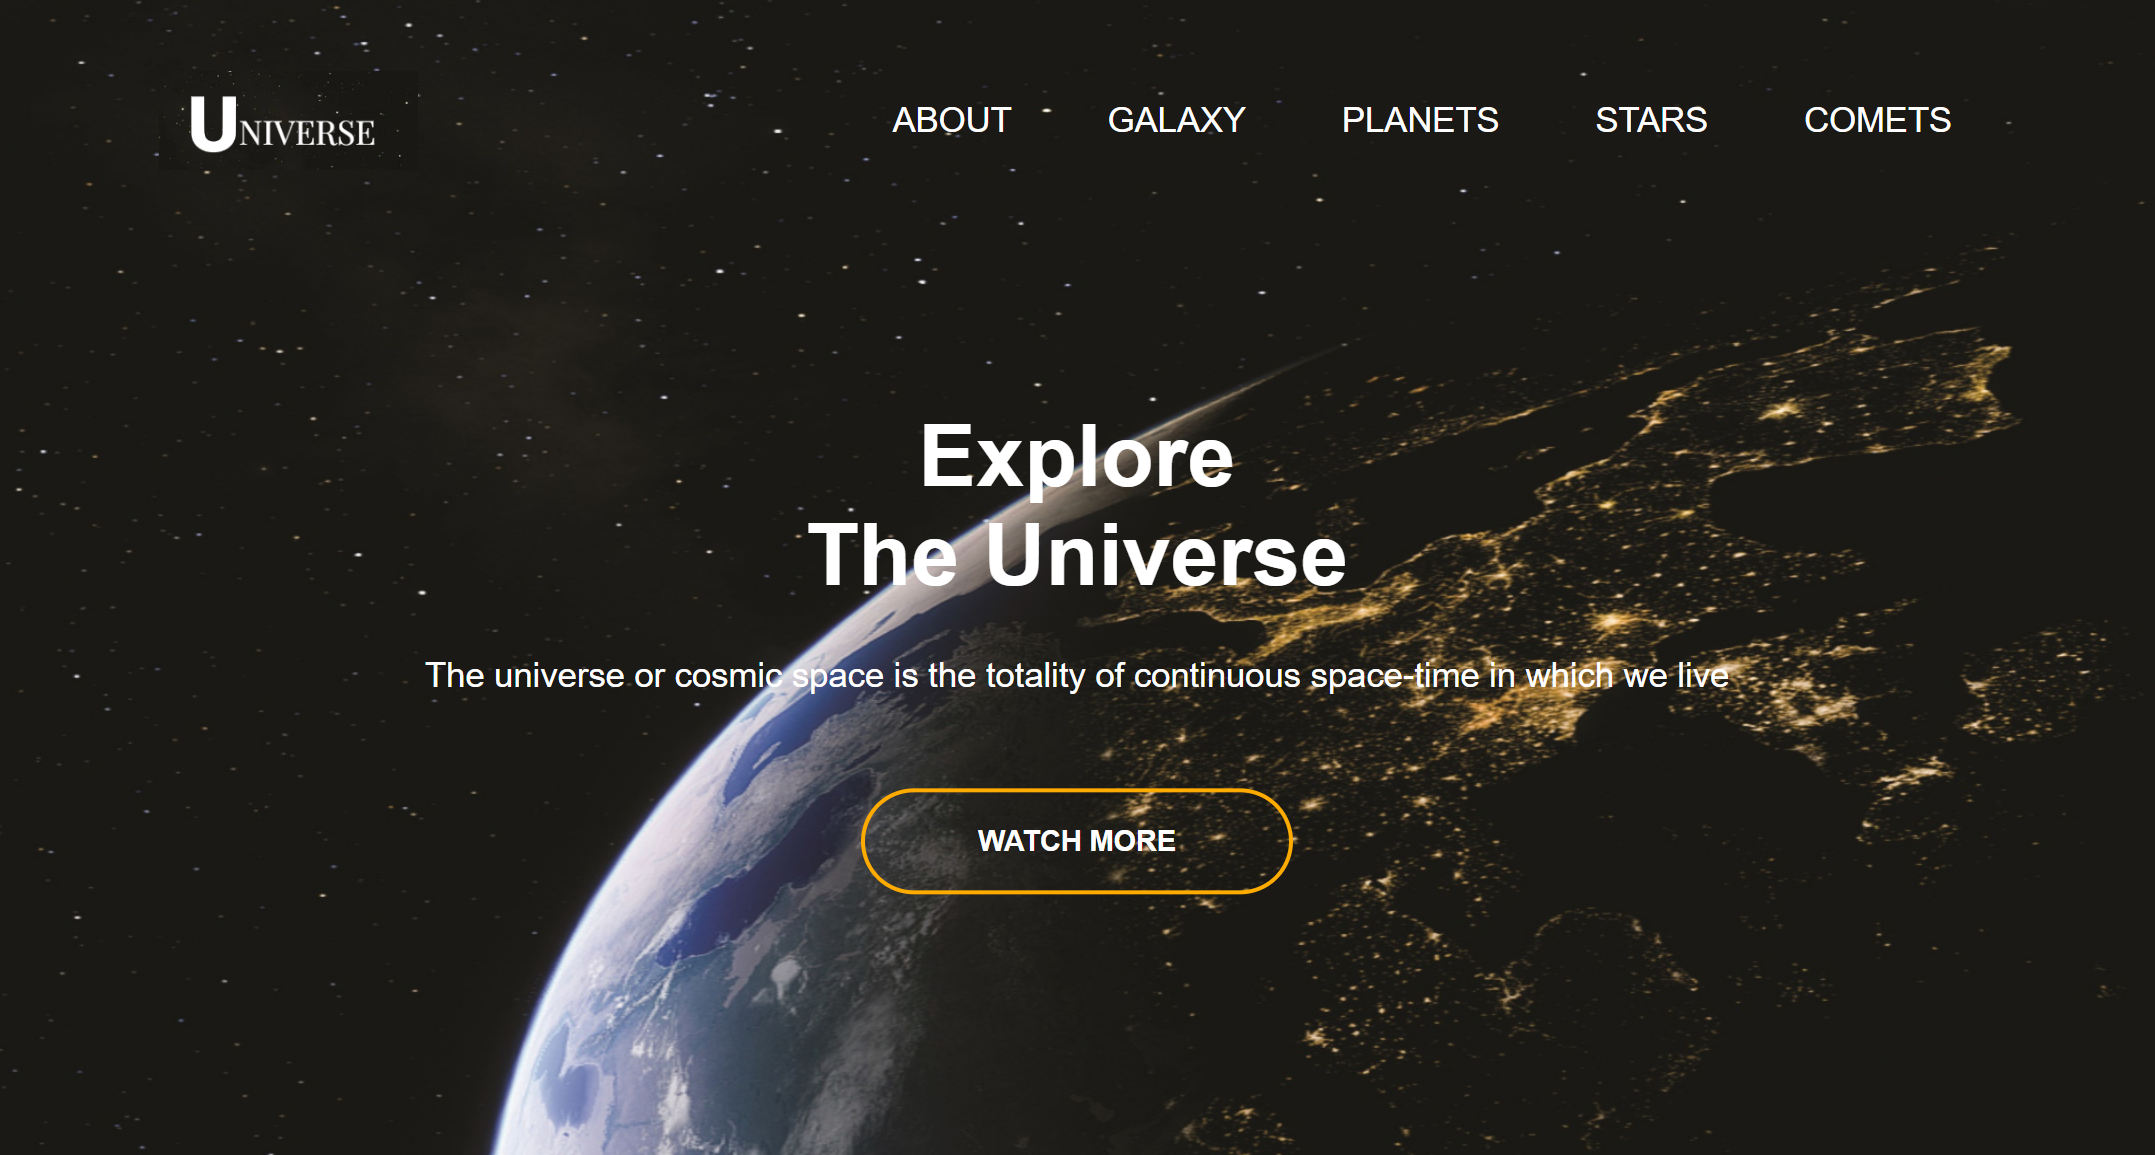 UNIVERSE
ABOUT GALAXY PLANETS STARS COMETS
Explore
The Universe
The universe or cosmic space is the totality of continuous space-time in which we live
WATCH MORE